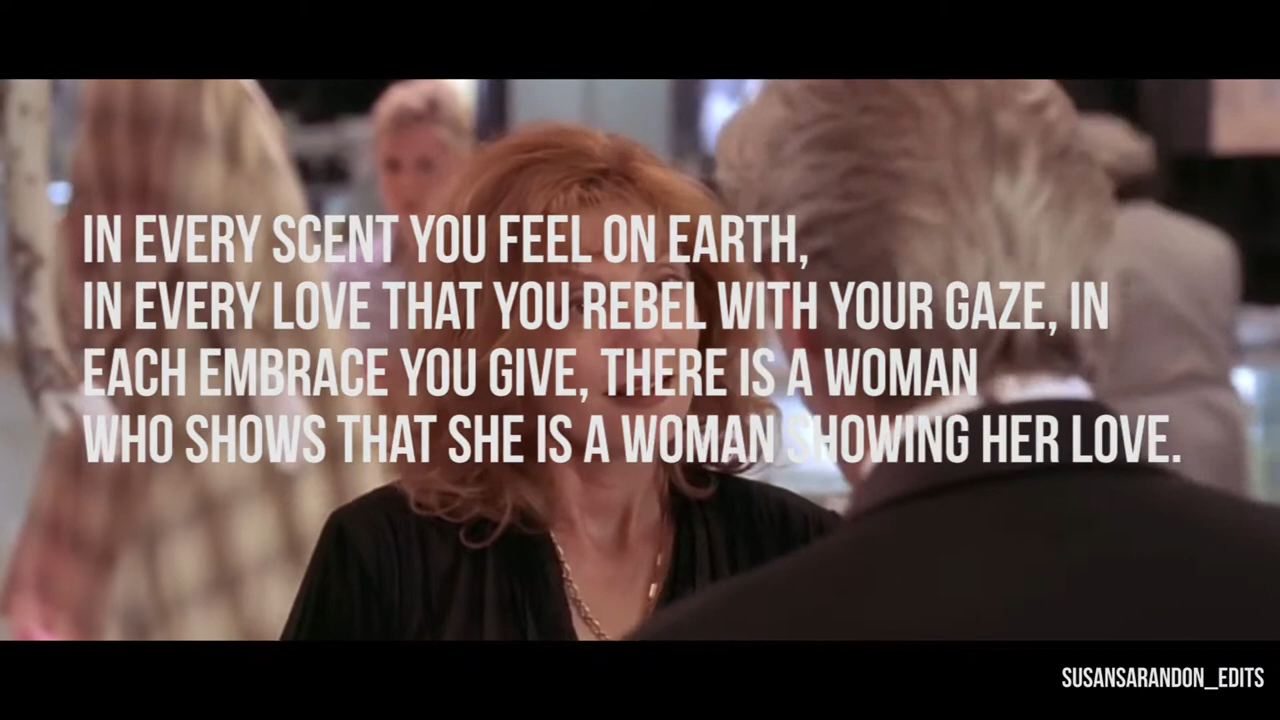 IN EVERY SCENT YOU FEEL ON EARTH,
IN EVERY LOVE THAT YOU REBEL WITH YOUR GAZE, IN
EACH EMBRACE YOU GIVE, THERE IS A WOMAN
WHO SHOWS THAT SHE IS A WOMAN SHOWING HER LOVE.
SUSANSARANDON_EDITS